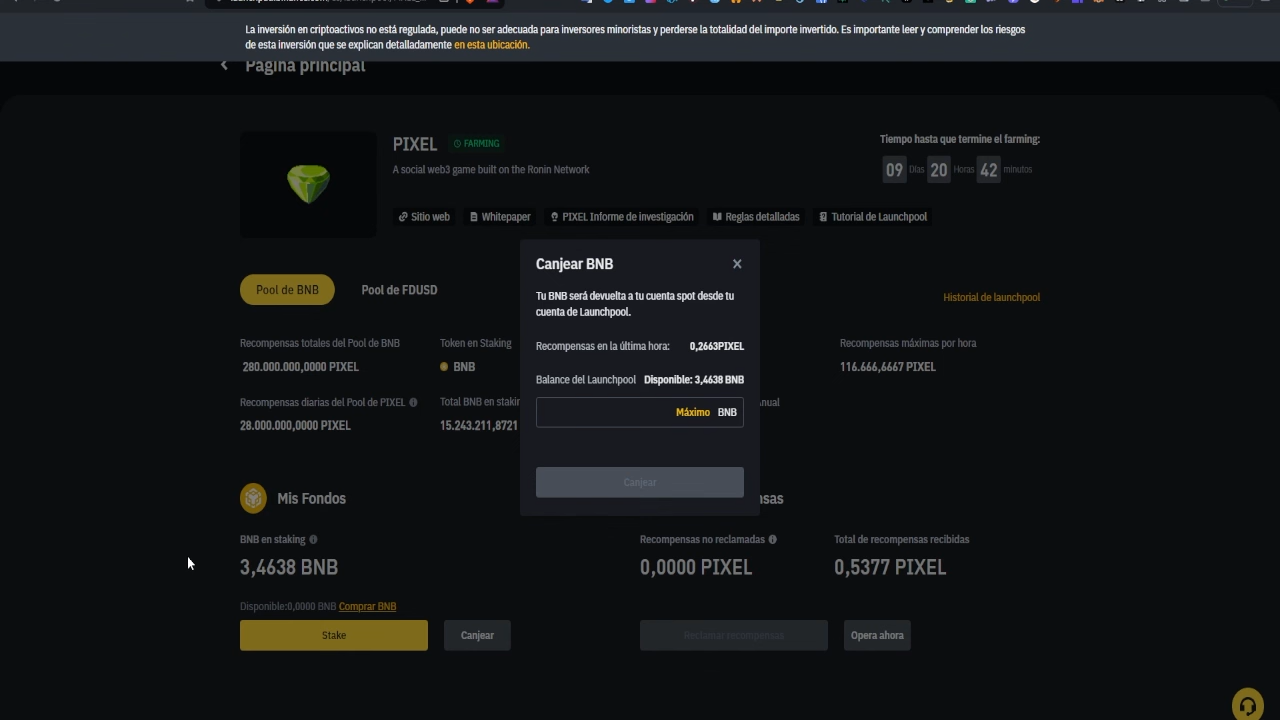 La inversión en criptoactivos no está regulada, puede no ser adecuada para inversores minoristas y perderse la totalidad del importe invertido. Es importante leer y comprender los riesgos
de esta inversión que se explican detalladamente en esta ubicación.
Página principal
PIXEL FARMING
A social web3 game built on the Ronin Network
Tiempo hasta que termine el farming:
09 Días 20 Horas 42 minutos
Sitio web Whitepaper PIXEL Informe de investigación Reglas detalladas Tutorial de Launchpool
Pool de BNB Pool de FDUSD
Historial de launchpool
Canjear BNB
Tu BNB será devuelta a tu cuenta spot desde tu
cuenta de Launchpool.
Recompensas en la última hora: 0,2663PIXEL
Balance del Launchpool Disponible: 3,4638 BNB
Máximo BNB
Canjear
Recompensas totales del Pool de BNB Token en Staking Recompensas máximas por hora
280.000.000,0000 PIXEL BNB 116.666,6667 PIXEL
Recompensas diarias del Pool de PIXEL Total BNB en stakin
28.000.000,0000 PIXEL 15.243.211,8721
Mis Fondos
BNB en staking Recompensas no reclamadas Total de recompensas recibidas
3,4638 BNB 0,0000 PIXEL 0,5377 PIXEL
Disponible:0,0000 BNB Comprar BNB
Stake Canjear Reclamar recompensas Opera ahora